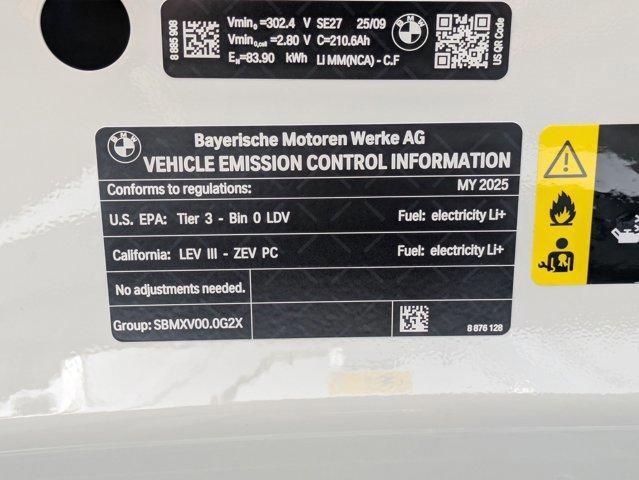 8 885 908
Vmin₀ =302.4 V SE27 25/09
Vmin₀,cell =2.80 V C=210.6Ah
Eₙ=83.90 kWh Li MM(NCA) - C.F
US QR Code
BMW
Bayerische Motoren Werke AG
VEHICLE EMISSION CONTROL INFORMATION
Conforms to regulations: MY 2025
U.S. EPA: Tier 3 - Bin 0 LDV Fuel: electricity Li+
California: LEV III - ZEV PC Fuel: electricity Li+
No adjustments needed.
Group: SBMXV00.0G2X 8 876 128